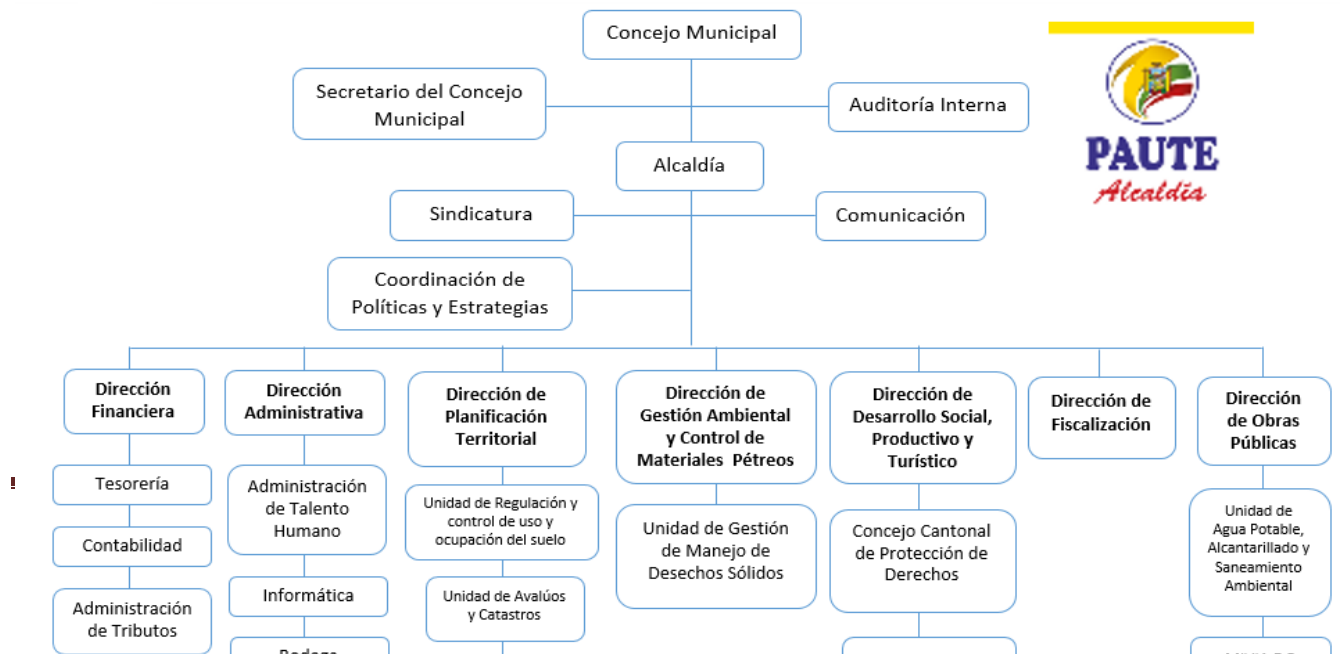 Concejo Municipal
Secretario del Concejo
Municipal
Auditoría Interna
PAUTE
Alcaldía
Alcaldía
Sindicatura
Comunicación
Coordinación de
Políticas y Estrategias
Dirección
Financiera
Dirección
Administrativa
Dirección de
Planificación
Territorial
Dirección de
Gestión Ambiental
y Control de
Materiales Pétreos
Dirección de
Desarrollo Social,
Productivo y
Turístico
Dirección de
Fiscalización
Dirección
de Obras
Públicas
!
Tesorería
Contabilidad
Administración
de Tributos
Administración
de Talento
Humano
Informática
Unidad de Regulación y
control de uso y
ocupación del suelo
Unidad de Avalúos
y Catastros
Unidad de Gestión
de Manejo de
Desechos Sólidos
Concejo Cantonal
de Protección de
Derechos
Unidad de
Agua Potable,
Alcantarillado y
Saneamiento
Ambiental